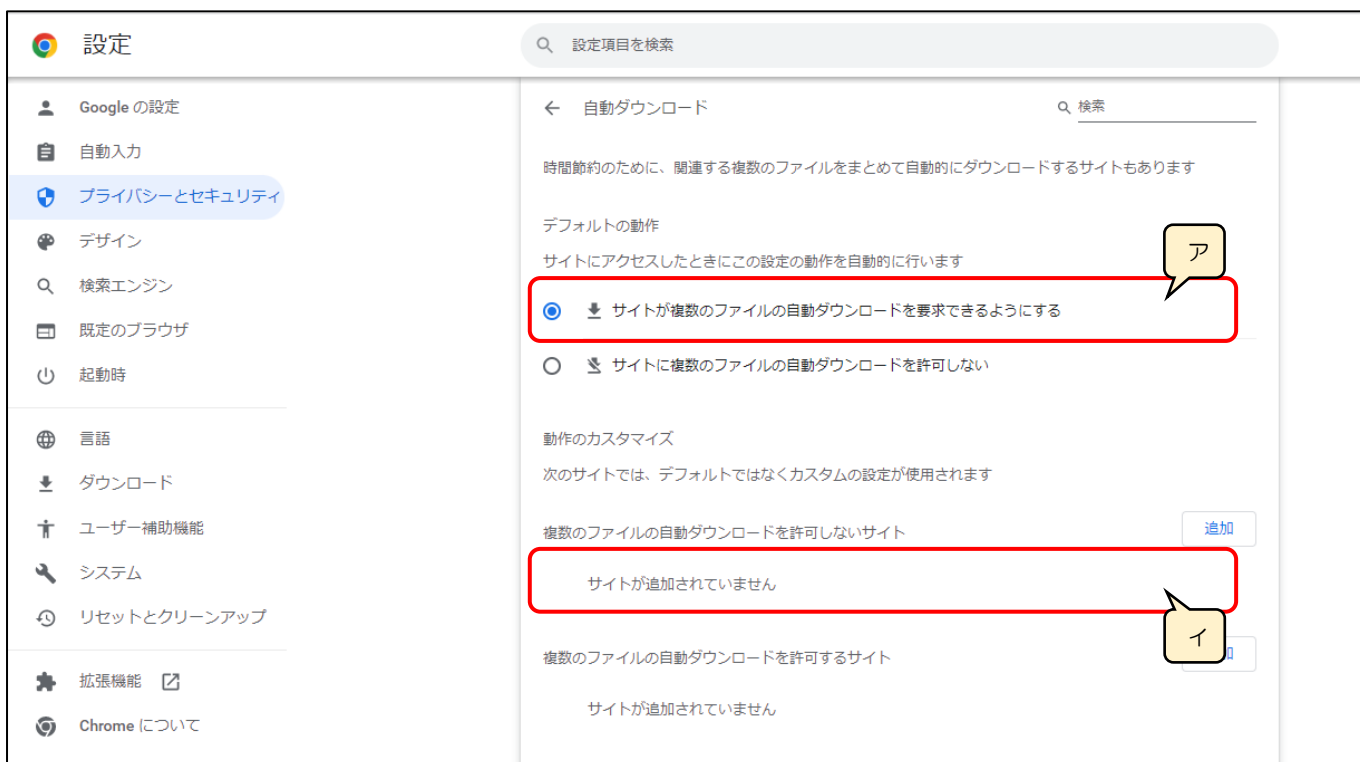 設定
設定項目を検索
Google の設定
自動入力
プライバシーとセキュリティ
デザイン
検索エンジン
既定のブラウザ
起動時
言語
ダウンロード
ユーザー補助機能
システム
リセットとクリーンアップ
拡張機能
Chrome について
自動ダウンロード
検索
時間節約のために、関連する複数のファイルをまとめて自動的にダウンロードするサイトもあります
デフォルトの動作
サイトにアクセスしたときにこの設定の動作を自動的に行います
ア
サイトが複数のファイルの自動ダウンロードを要求できるようにする
サイトに複数のファイルの自動ダウンロードを許可しない
動作のカスタマイズ
次のサイトでは、デフォルトではなくカスタムの設定が使用されます
複数のファイルの自動ダウンロードを許可しないサイト
追加
サイトが追加されていません
イ
複数のファイルの自動ダウンロードを許可するサイト
サイトが追加されていません